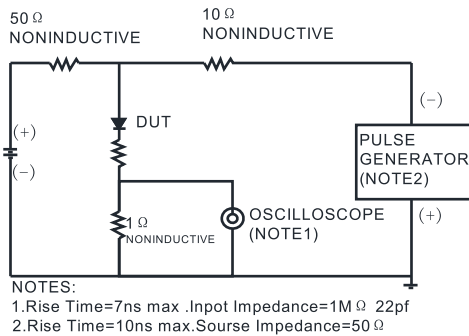 50 Ω
NONINDUCTIVE
10 Ω
NONINDUCTIVE
(+)
(−)
DUT
1 Ω
NONINDUCTIVE
OSCILLOSCOPE
(NOTE1)
(−)
PULSE
GENERATOR
(NOTE2)
(+)
NOTES:
1.Rise Time=7ns max .Inpot Impedance=1M Ω 22pf
2.Rise Time=10ns max.Sourse Impedance=50 Ω